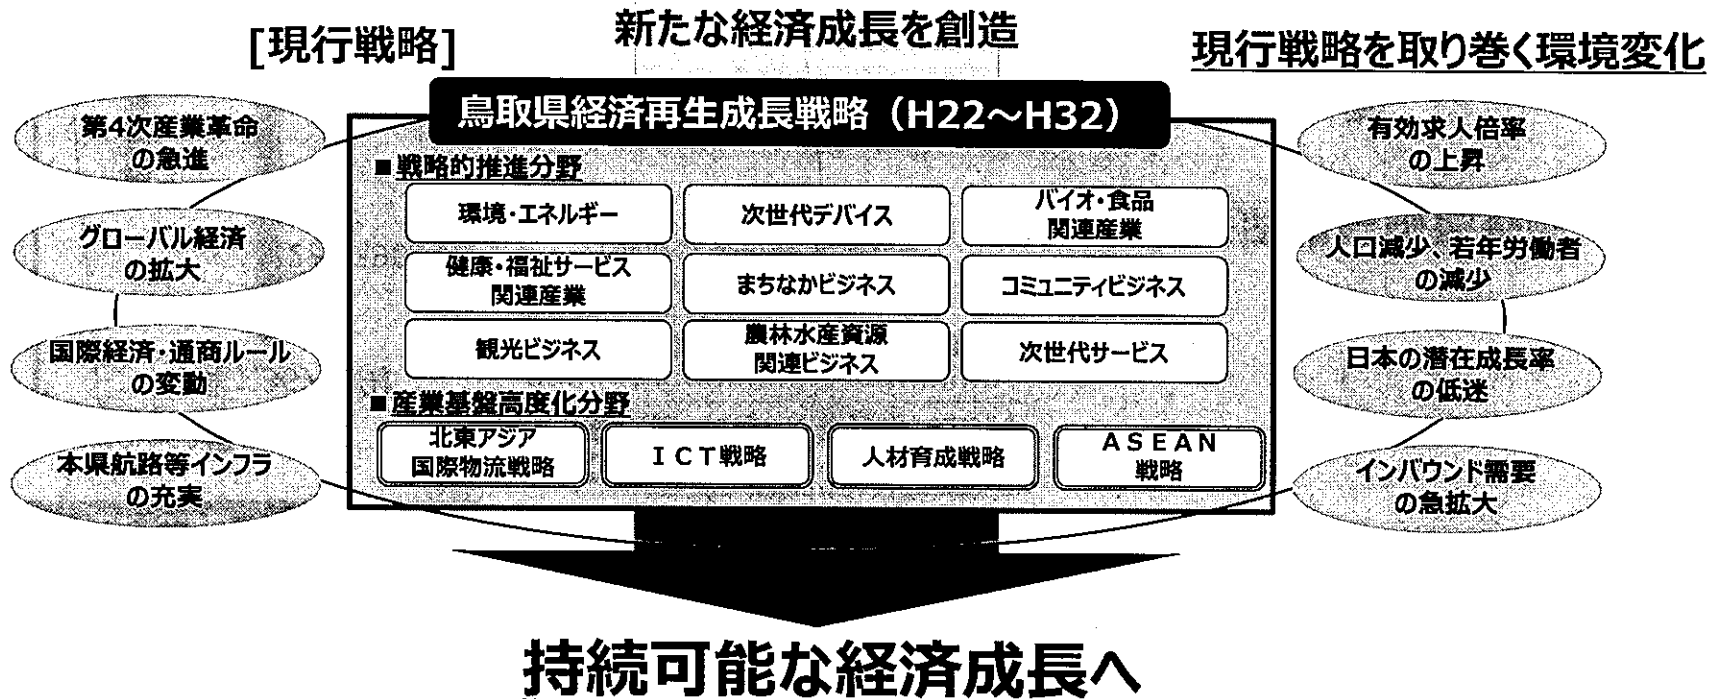 新たな経済成長を創造
[現行戦略]
現行戦略を取り巻く環境変化
鳥取県経済再生成長戦略（H22～H32）
第4次産業革命
の急進
グローバル経済
の拡大
国際経済・通商ルール
の変動
本県航路等インフラ
の充実
■戦略的推進分野
環境・エネルギー
次世代デバイス
バイオ・食品
関連産業
健康・福祉サービス
関連産業
まちなかビジネス
コミュニティビジネス
観光ビジネス
農林水産資源
関連ビジネス
次世代サービス
■産業基盤高度化分野
北東アジア
国際物流戦略
ＩＣＴ戦略
人材育成戦略
ＡＳＥＡＮ
戦略
有効求人倍率
の上昇
人口減少、若年労働者
の減少
日本の潜在成長率
の低迷
インバウンド需要
の急拡大
持続可能な経済成長へ